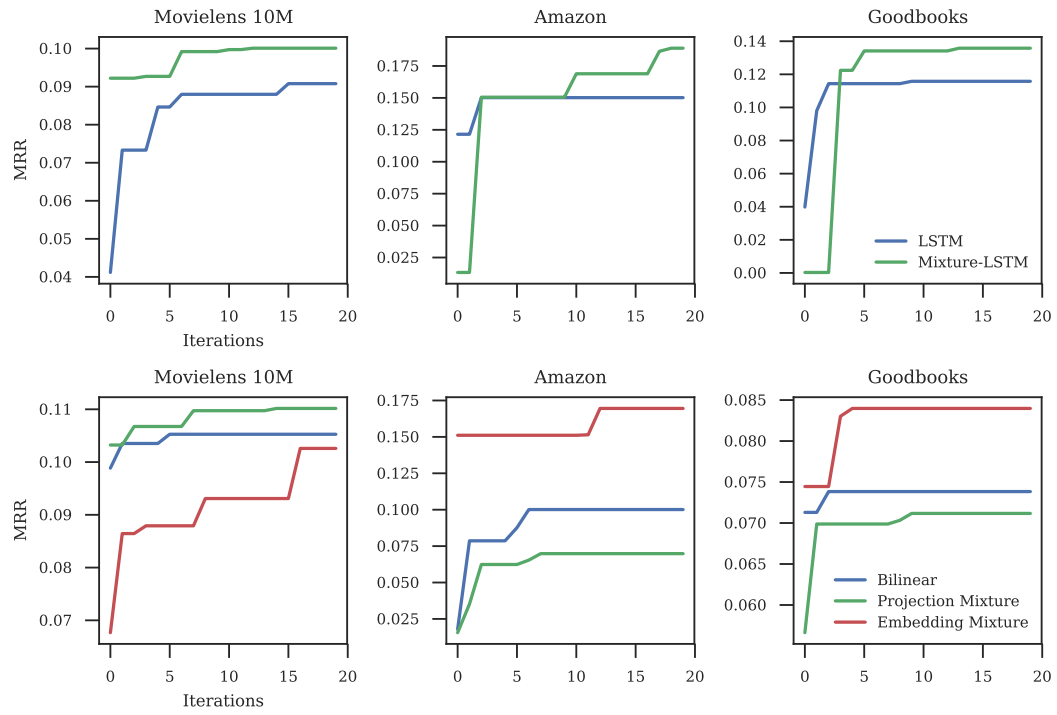 Movielens 10M
Amazon
Goodbooks
MRR
0.10
0.09
0.08
0.07
0.06
0.05
0.04
0 5 10 15 20
Iterations
0.175
0.150
0.125
0.100
0.075
0.050
0.025
0 5 10 15 20
0.14
0.12
0.10
0.08
0.06
0.04
0.02
0.00
LSTM
Mixture-LSTM
0 5 10 15 20
Movielens 10M
Amazon
Goodbooks
MRR
0.11
0.10
0.09
0.08
0.07
0 5 10 15 20
Iterations
0.175
0.150
0.125
0.100
0.075
0.050
0.025
0 5 10 15 20
0.085
0.080
0.075
0.070
0.065
0.060
Bilinear
Projection Mixture
Embedding Mixture
0 5 10 15 20